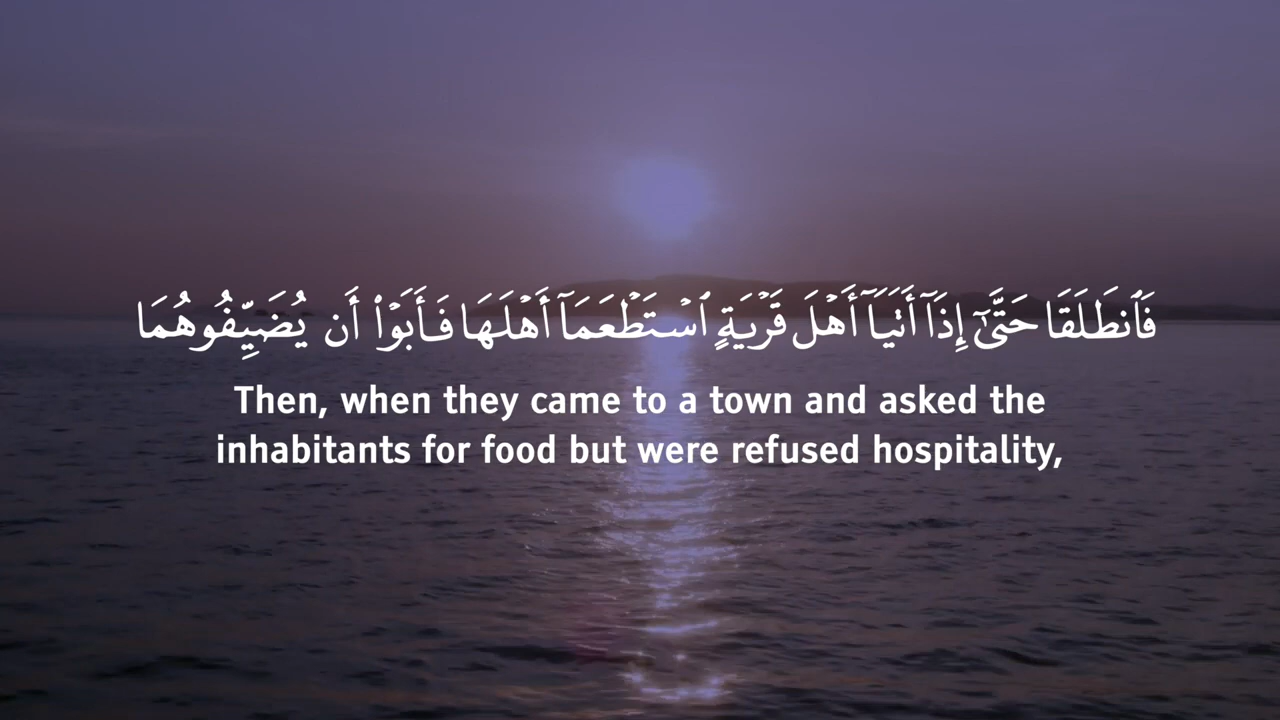 فَٱنطَلَقَا حَتَّىٰٓ إِذَآ أَتَيَآ أَهْلَ قَرْيَةٍ ٱسْتَطْعَمَآ أَهْلَهَا فَأَبَوْا۟ أَن يُضَيِّفُوهُمَا
Then, when they came to a town and asked the
inhabitants for food but were refused hospitality,